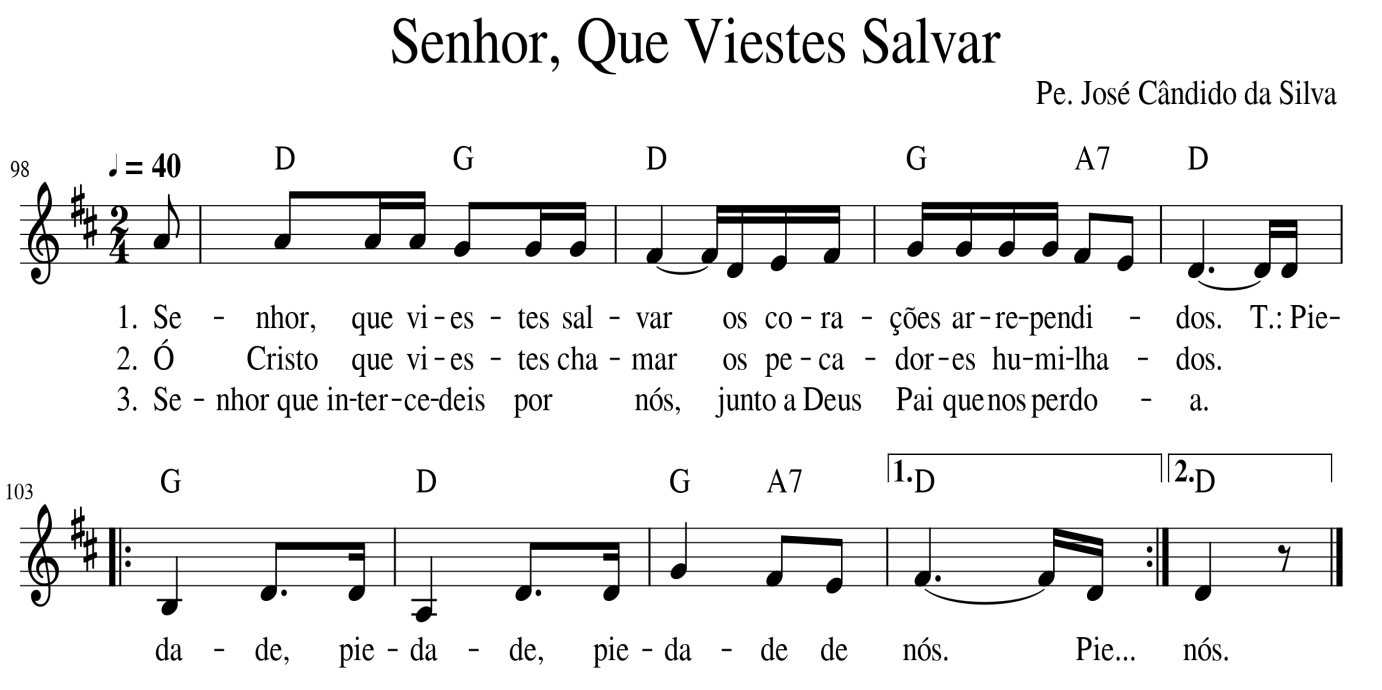 Senhor, Que Viestes Salvar
Pe. José Cândido da Silva
98 ♩ = 40 D G D G A7 D
2
4
1. Se - nhor, que vi - es - tes sal - var os co - ra - ções ar - re - pendi - dos. T.: Pie-
2. Ó Cristo que vi - es - tes cha - mar os pe - ca - dor - es hu - mi - lha - dos.
3. Se - nhor que in - ter - ce - deis por nós, junto a Deus Pai que nos perdo - a.
103 G D G A7 1. D 2. D
da - de, pie - da - de, pie - da - de de nós. Pie... nós.